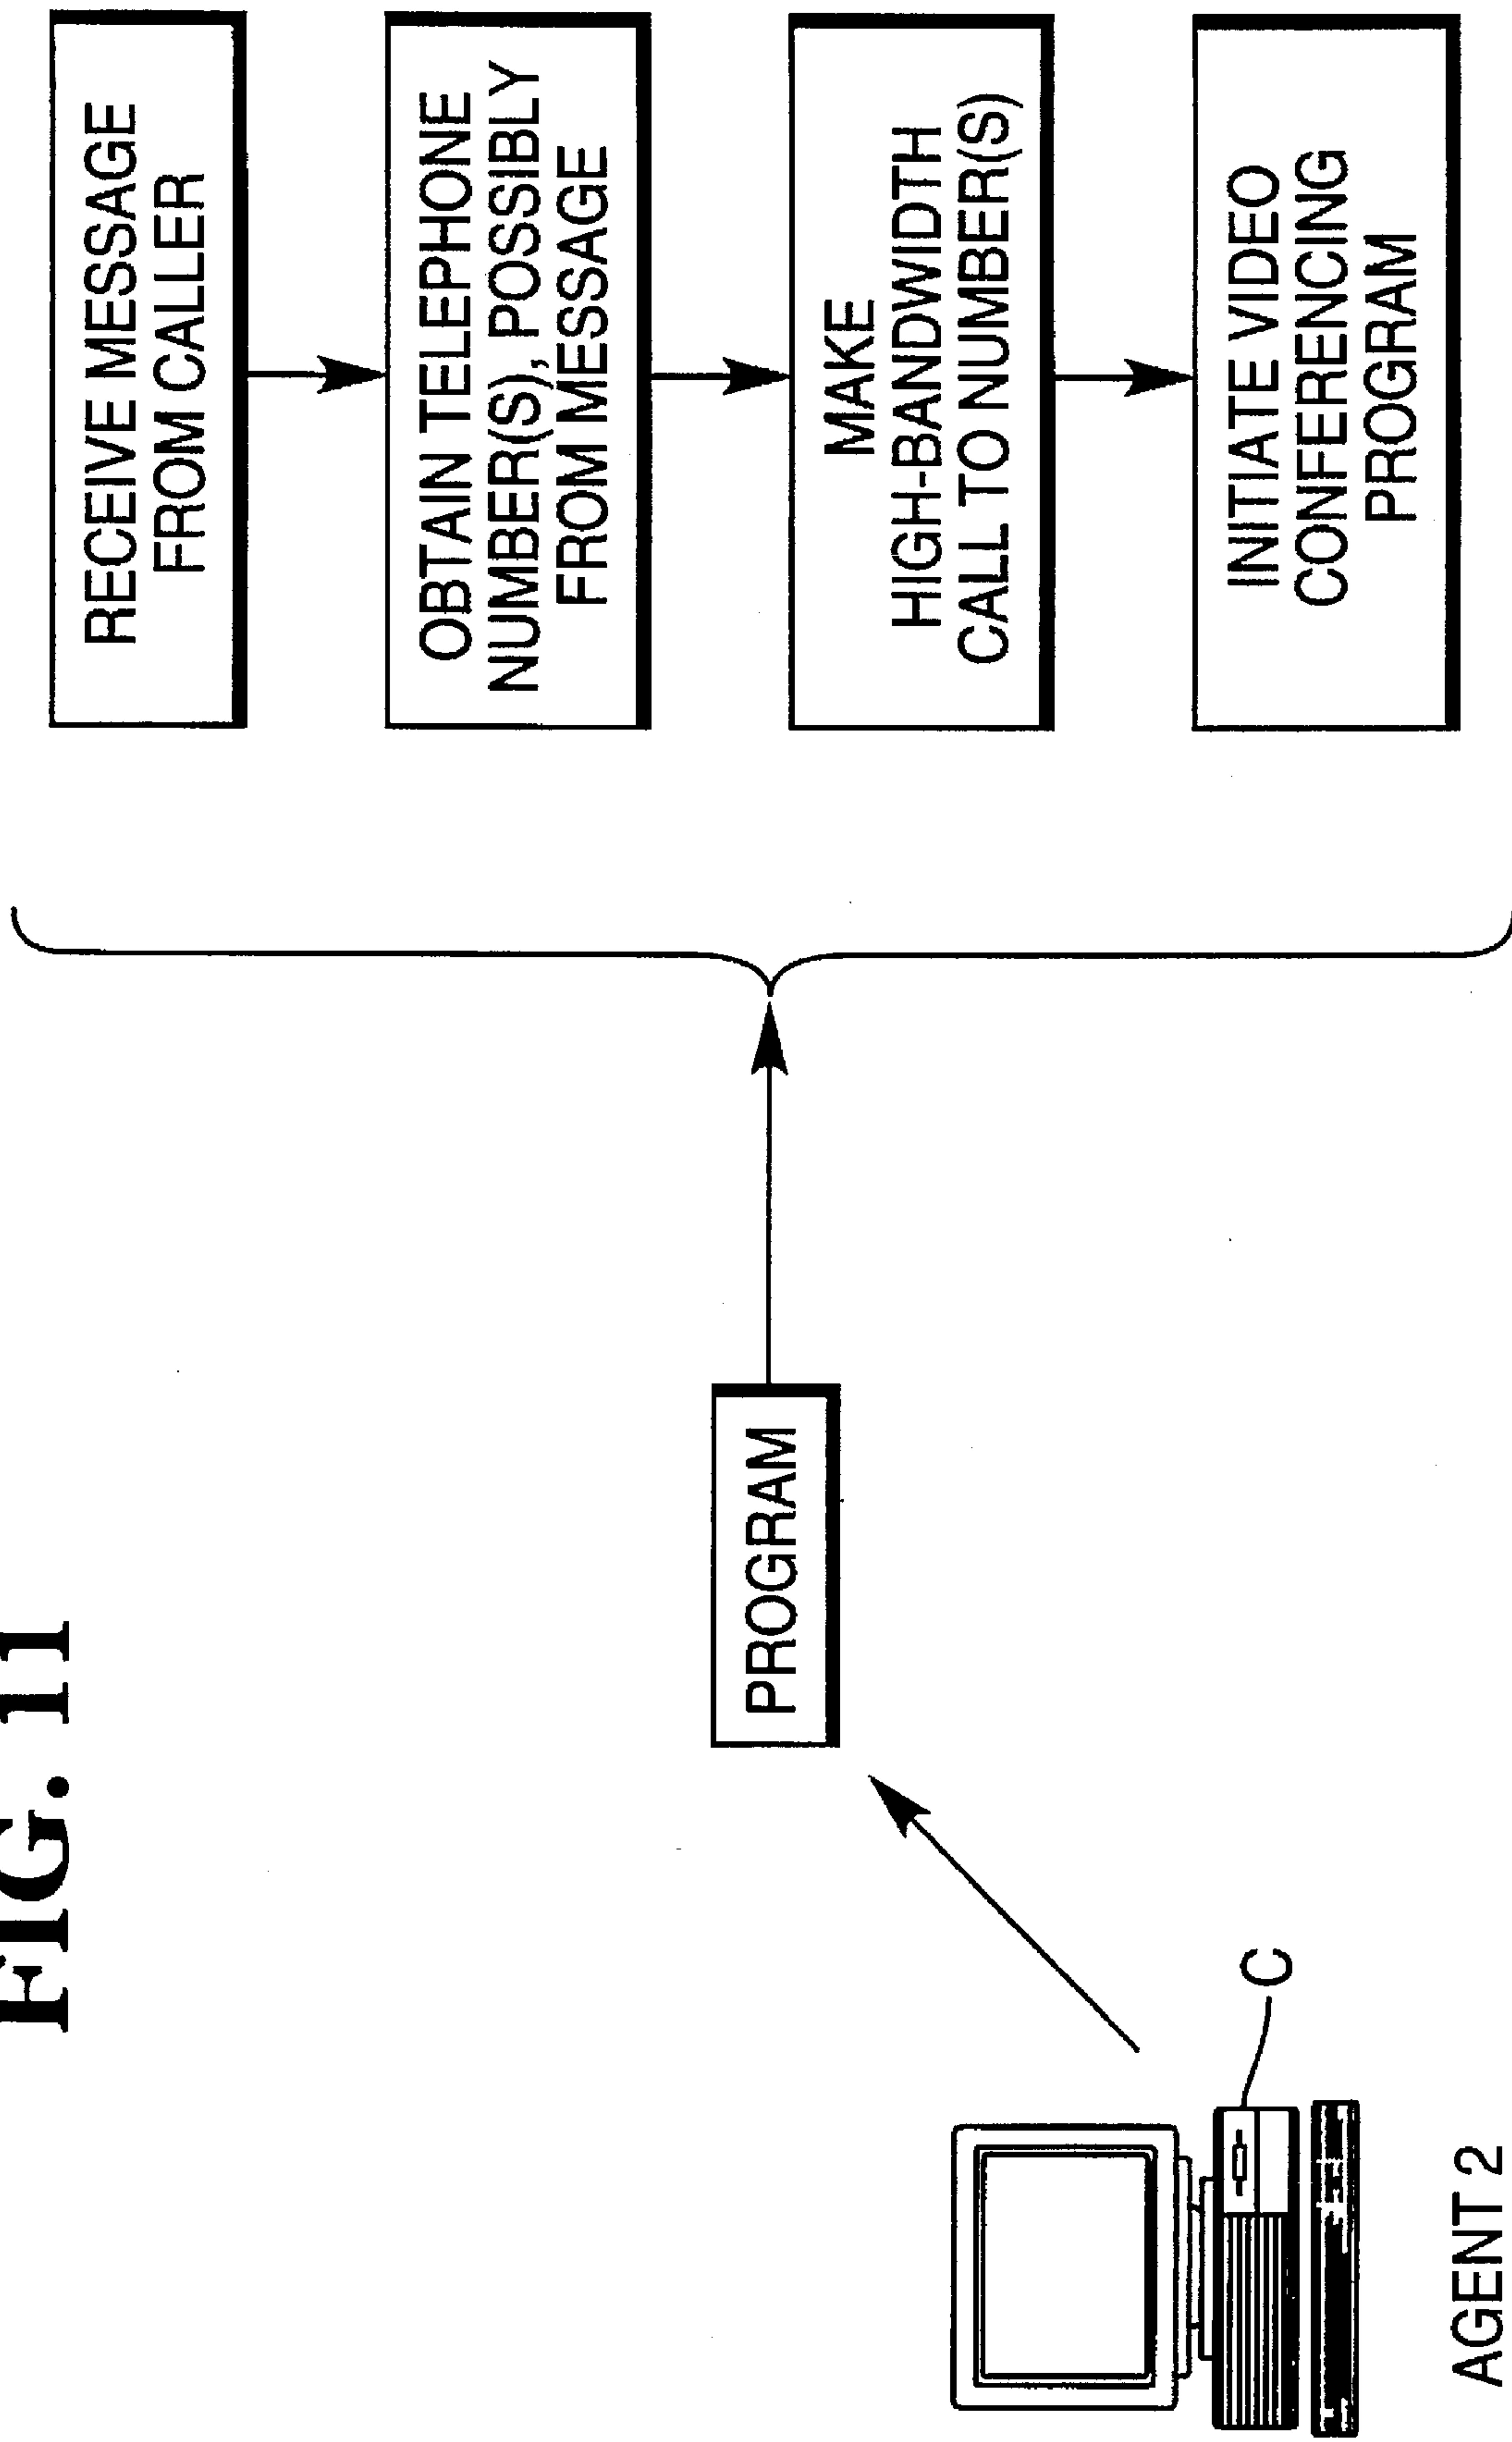 FIG. 11
AGENT 2
C
PROGRAM
RECEIVE MESSAGE
FROM CALLER
OBTAIN TELEPHONE
NUMBER(S), POSSIBLY
FROM MESSAGE
MAKE
HIGH-BANDWIDTH
CALL TO NUMBER(S)
INITIATE VIDEO
CONFERENCING
PROGRAM